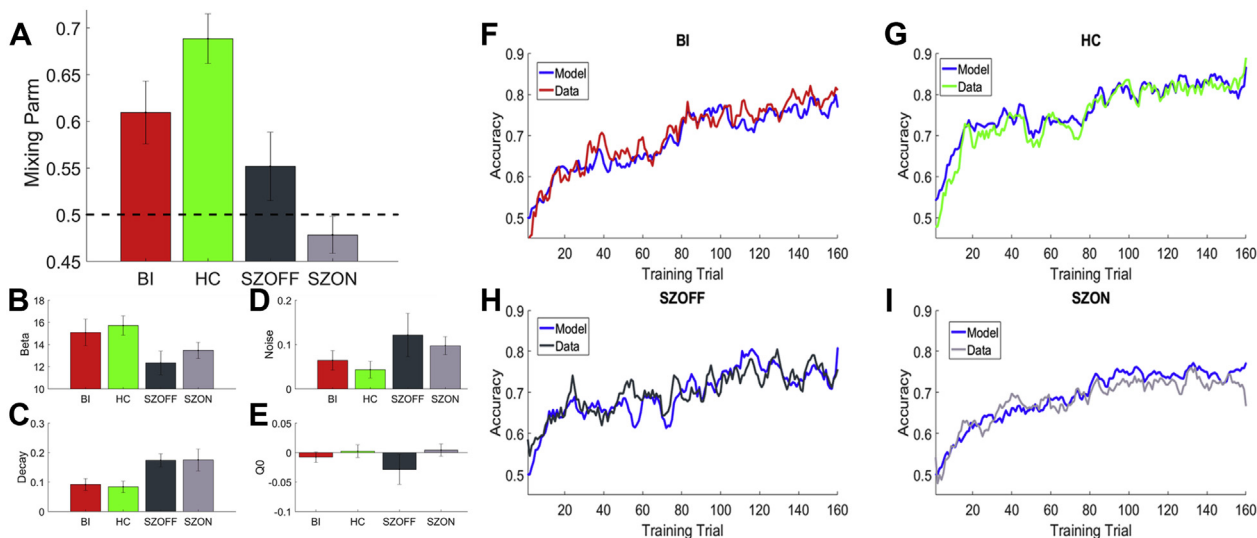 A
0.7
0.65
0.6
0.55
0.5
0.45
Mixing Parm
BI HC SZOFF SZON
B
18
16
14
12
10
Beta
BI HC SZOFF SZON
C
0.3
0.2
0.1
0
Decay
BI HC SZOFF SZON
D
0.2
0.1
0
Noise
BI HC SZOFF SZON
E
0.05
0
-0.05
-0.1
Q0
BI HC SZOFF SZON
F
BI
0.9
0.8
0.7
0.6
0.5
Accuracy
Model
Data
20 40 60 80 100 120 140 160
Training Trial
G
HC
0.9
0.8
0.7
0.6
0.5
Accuracy
Model
Data
20 40 60 80 100 120 140 160
Training Trial
H
SZOFF
0.9
0.8
0.7
0.6
0.5
Accuracy
Model
Data
20 40 60 80 100 120 140 160
Training Trial
I
SZON
0.9
0.8
0.7
0.6
0.5
Accuracy
Model
Data
20 40 60 80 100 120 140 160
Training Trial